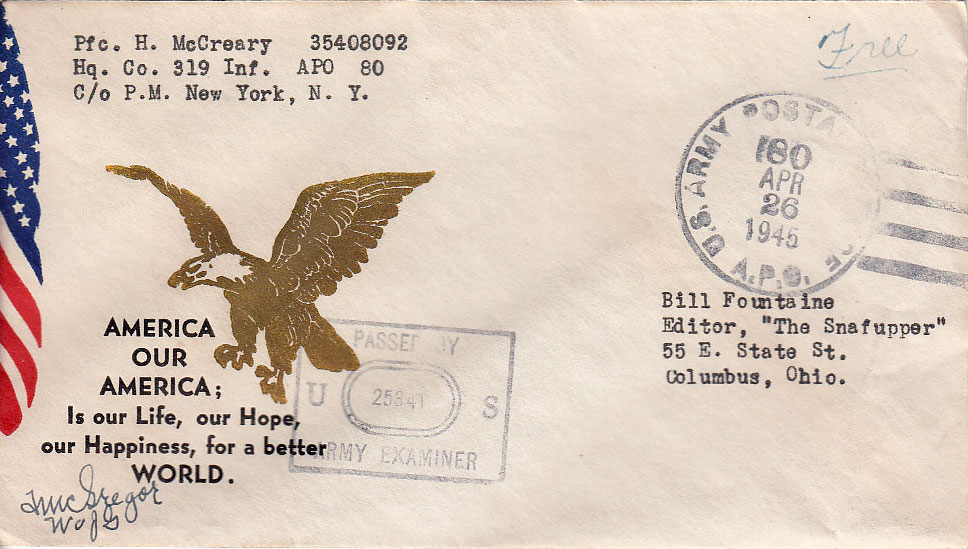 Pfc. H. McCreary 35408092
Hq. Co. 319 Inf. APO 80
C/o P.M. New York, N. Y.
Free
U.S. ARMY POSTA
180
APR
26
1945
A.P.O.
Bill Fountaine
Editor, "The Snafupper"
55 E. State St.
Columbus, Ohio.
AMERICA
OUR
AMERICA;
Is our Life, our Hope,
our Happiness, for a better
WORLD.
PASSED BY
U 25341 S
ARMY EXAMINER
McGregor